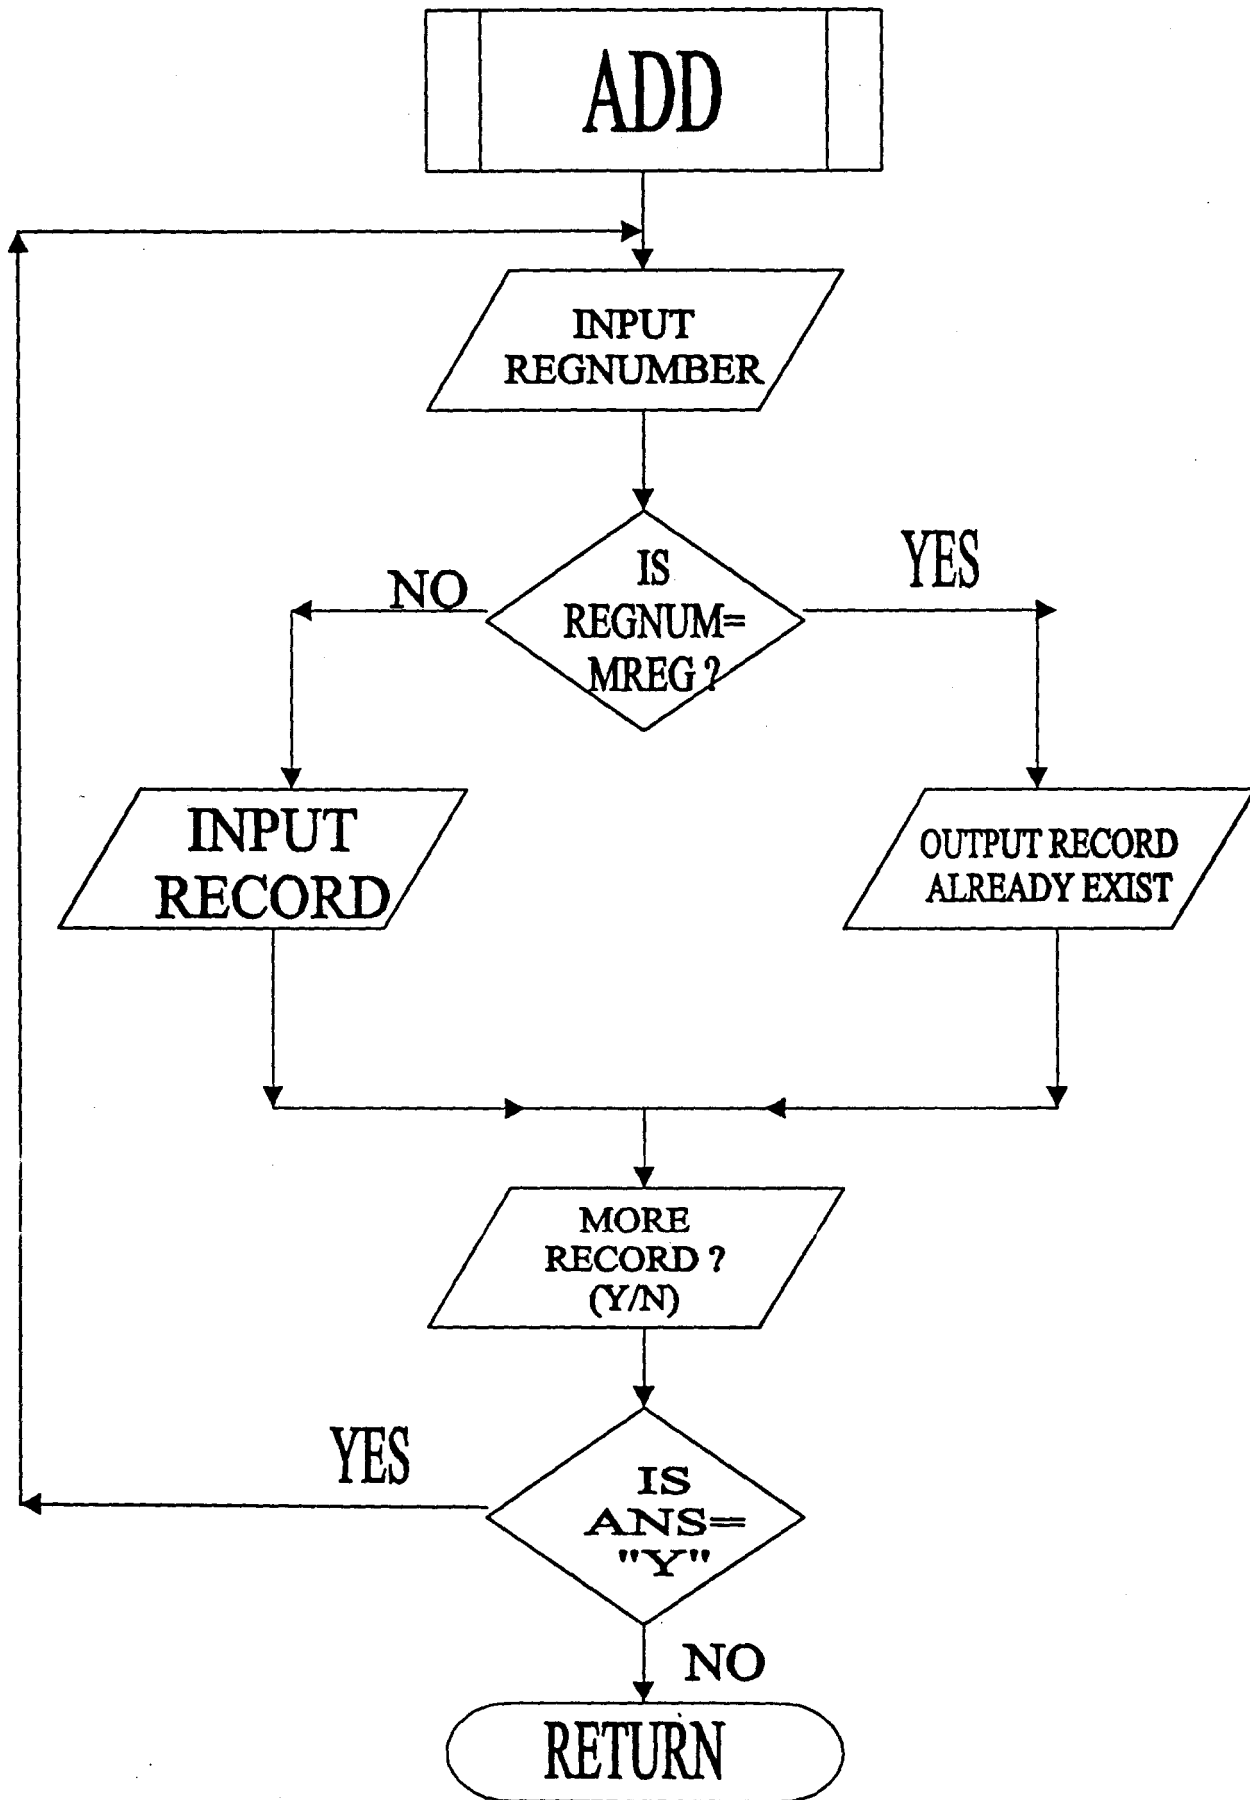 ADD
INPUT
REGNUMBER
NO
IS
REGNUM=
MREG ?
YES
INPUT
RECORD
OUTPUT RECORD
ALREADY EXIST
MORE
RECORD ?
(Y/N)
YES
IS
ANS=
"Y"
NO
RETURN